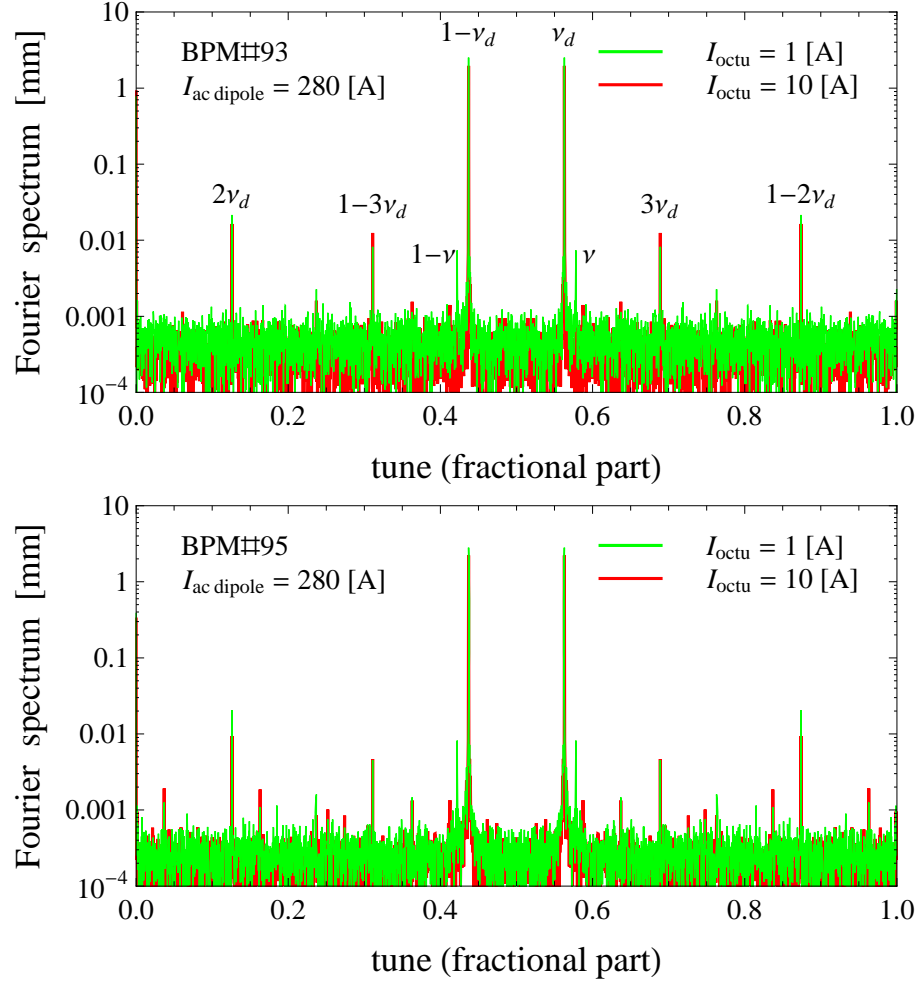 10
1−ν_d ν_d
BPM#93
I_octu = 1 [A]
1
I_ac dipole = 280 [A]
I_octu = 10 [A]
0.1
2ν_d 1−3ν_d 3ν_d 1−2ν_d
0.01
1−ν ν
0.001
10⁻⁴
Fourier spectrum [mm]
0.0 0.2 0.4 0.6 0.8 1.0
tune (fractional part)
10
BPM#95
I_octu = 1 [A]
1
I_ac dipole = 280 [A]
I_octu = 10 [A]
0.1
0.01
0.001
10⁻⁴
Fourier spectrum [mm]
0.0 0.2 0.4 0.6 0.8 1.0
tune (fractional part)